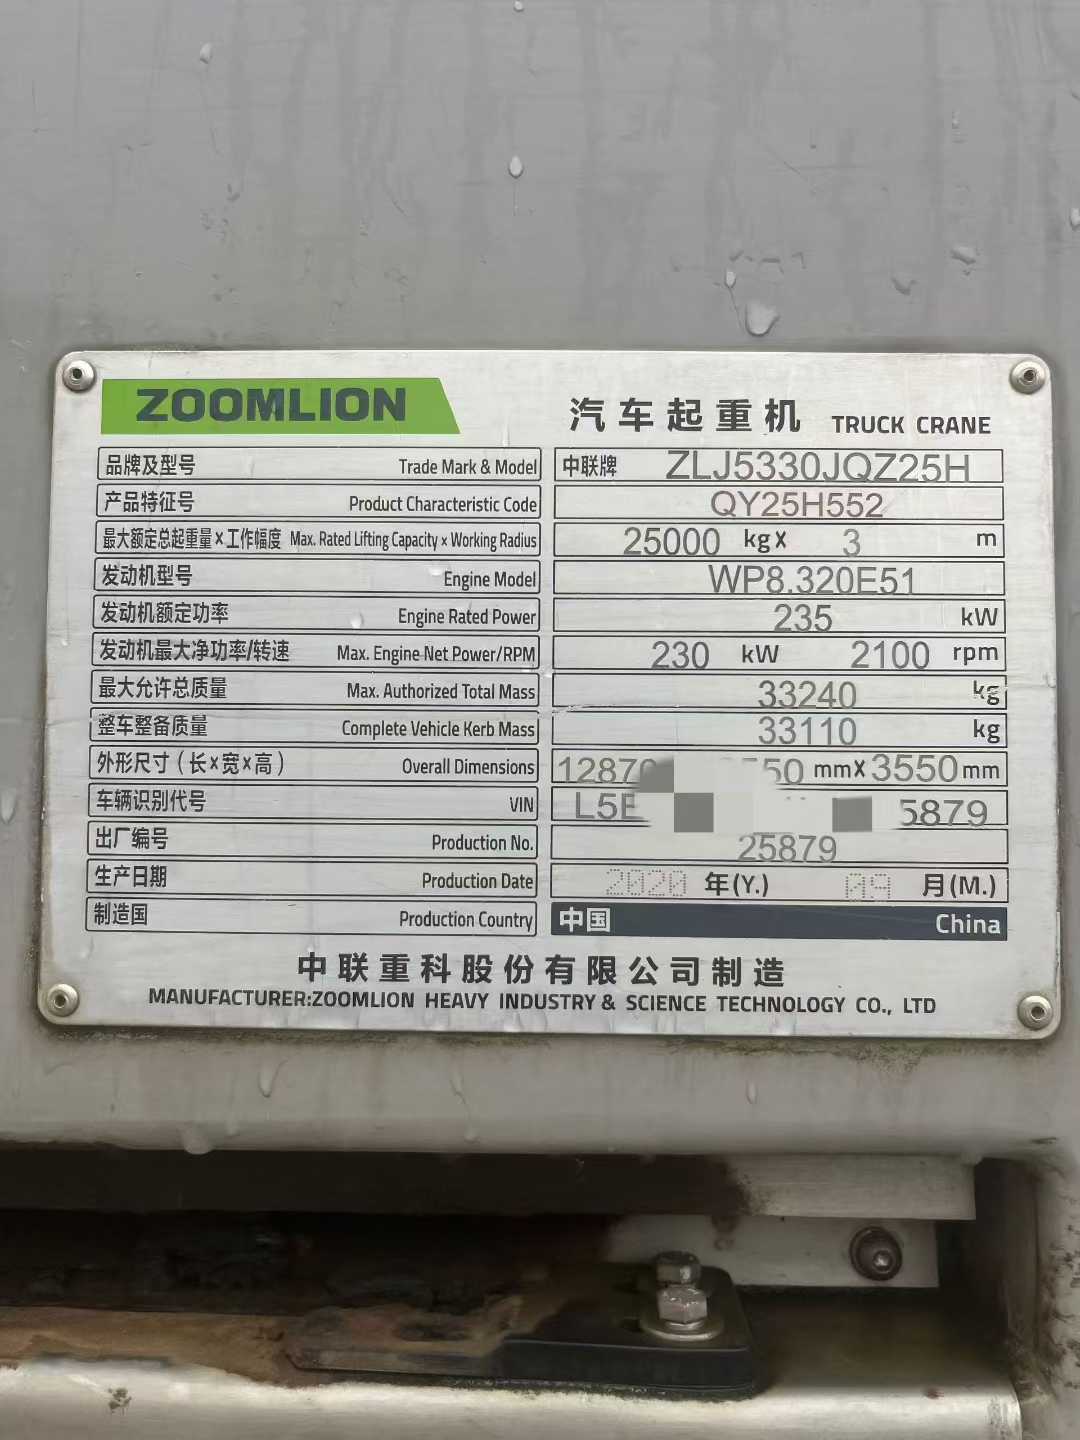 ZOOMLION
汽车起重机 TRUCK CRANE
品牌及型号 Trade Mark & Model 中联牌 ZLJ5330JQZ25H
产品特征号 Product Characteristic Code QY25H552
最大额定总起重量×工作幅度 Max. Rated Lifting Capacity × Working Radius 25000 kg× 3 m
发动机型号 Engine Model WP8.320E51
发动机额定功率 Engine Rated Power 235 kW
发动机最大净功率/转速 Max. Engine Net Power/RPM 230 kW 2100 rpm
最大允许总质量 Max. Authorized Total Mass 33240 kg
整车整备质量 Complete Vehicle Kerb Mass 33110 kg
外形尺寸(长×宽×高) Overall Dimensions 12870 mm×3550mm
车辆识别代号 VIN L5E 5879
出厂编号 Production No. 25879
生产日期 Production Date 2020 年(Y.) 09 月(M.)
制造国 Production Country 中国 China
中联重科股份有限公司制造
MANUFACTURER:ZOOMLION HEAVY INDUSTRY & SCIENCE TECHNOLOGY CO., LTD